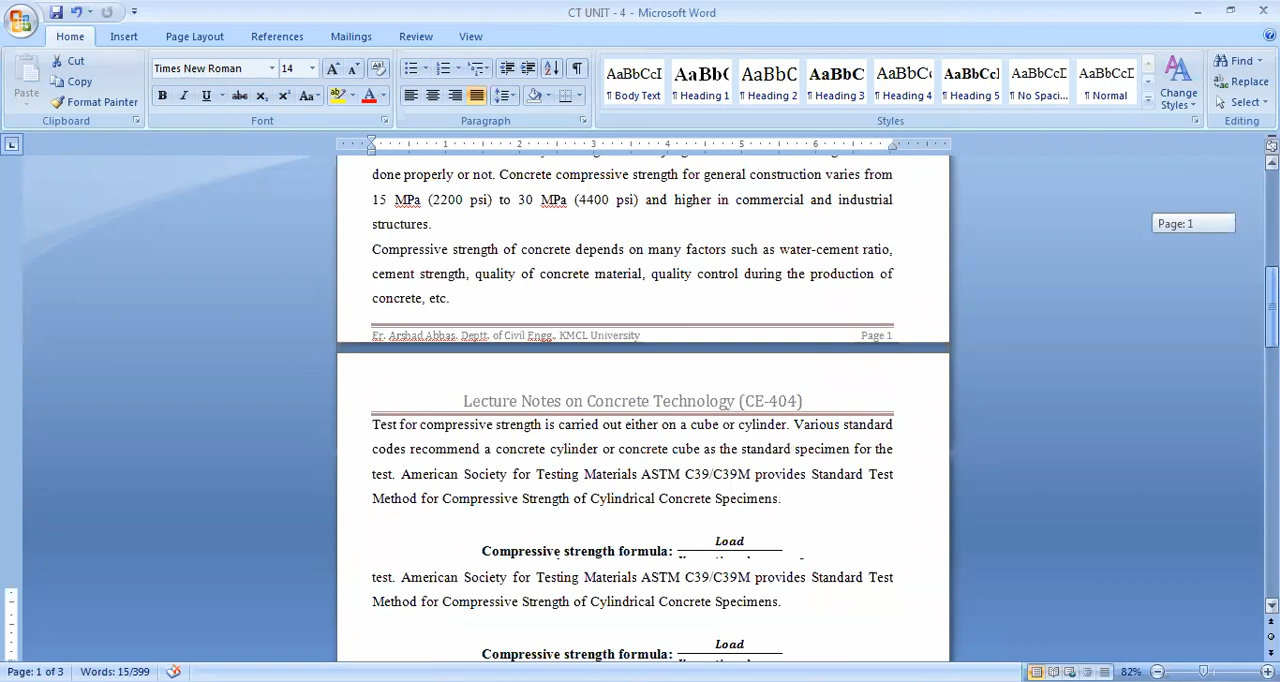 CT UNIT - 4 - Microsoft Word
Home Insert Page Layout References Mailings Review View
Paste
Cut
Copy
Format Painter
Clipboard
Times New Roman 14
Font
Paragraph
AaBbCcI AaBb( AaBbC AaBbC AaBbCc AaBbCcl AaBbCcD AaBbCcD
¶ Body Text ¶ Heading 1 ¶ Heading 2 ¶ Heading 3 ¶ Heading 4 ¶ Heading 5 ¶ No Spaci... ¶ Normal
Change Styles
Styles
Find
Replace
Select
Editing
1 2 3 4 5 6
done properly or not. Concrete compressive strength for general construction varies from
15 MPa (2200 psi) to 30 MPa (4400 psi) and higher in commercial and industrial
structures.
Compressive strength of concrete depends on many factors such as water-cement ratio,
cement strength, quality of concrete material, quality control during the production of
concrete, etc.
Er. Arshad Abbas, Deptt. of Civil Engg., KMCL University Page 1
Page: 1
Lecture Notes on Concrete Technology (CE-404)
Test for compressive strength is carried out either on a cube or cylinder. Various standard
codes recommend a concrete cylinder or concrete cube as the standard specimen for the
test. American Society for Testing Materials ASTM C39/C39M provides Standard Test
Method for Compressive Strength of Cylindrical Concrete Specimens.
Compressive strength formula: Load
test. American Society for Testing Materials ASTM C39/C39M provides Standard Test
Method for Compressive Strength of Cylindrical Concrete Specimens.
Compressive strength formula: Load
Page: 1 of 3 Words: 15/399 82%